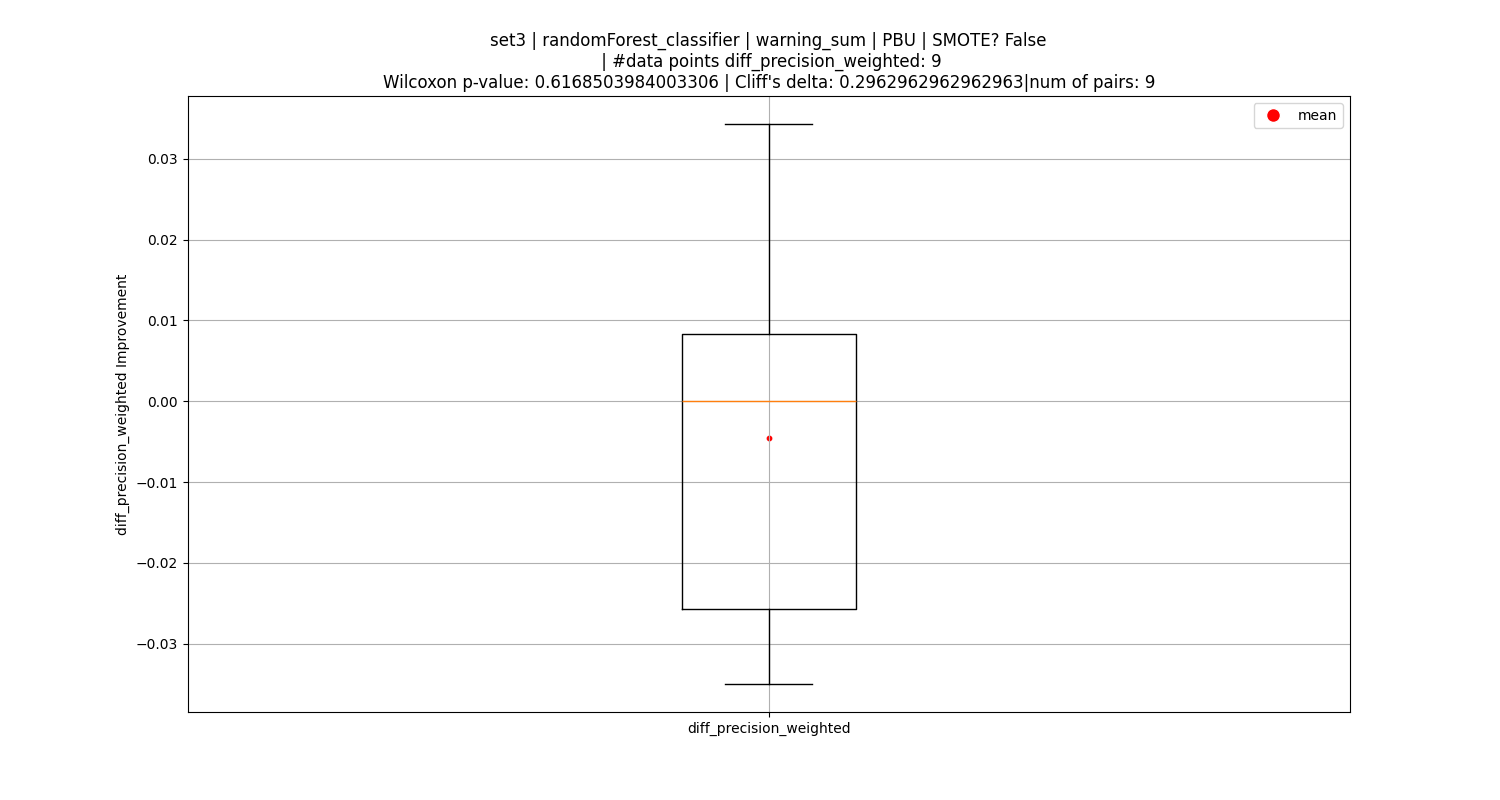 set3 | randomForest_classifier | warning_sum | PBU | SMOTE? False
| #data points diff_precision_weighted: 9
Wilcoxon p-value: 0.6168503984003306 | Cliff's delta: 0.2962962962962963|num of pairs: 9
mean
0.03
0.02
0.01
0.00
−0.01
−0.02
−0.03
diff_precision_weighted Improvement
diff_precision_weighted